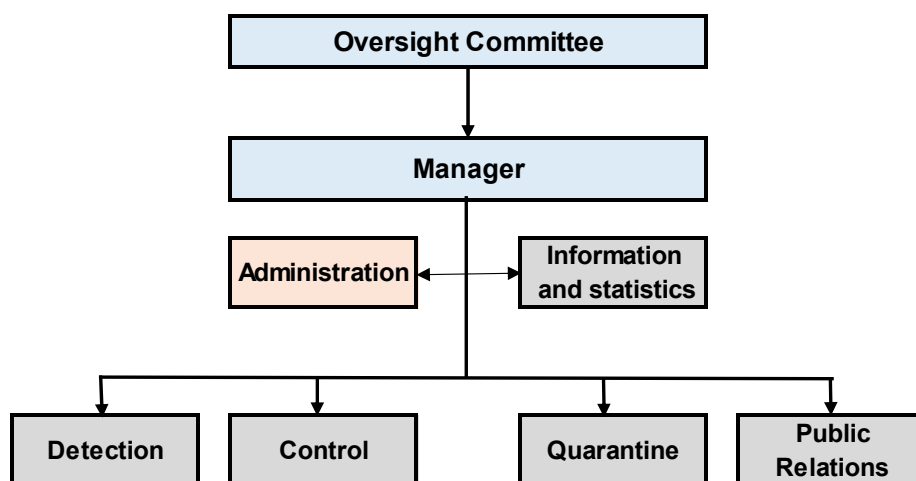 Oversight Committee
Manager
Administration
Information
and statistics
Detection
Control
Quarantine
Public
Relations